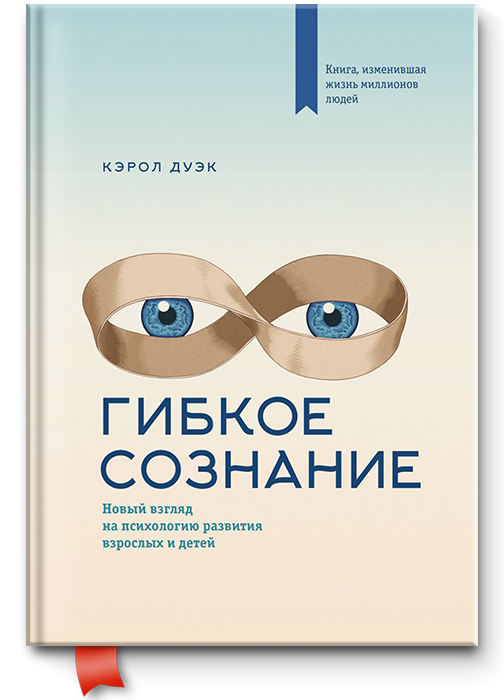 Книга, изменившая
жизнь миллионов
людей
КЭРОЛ ДУЭК
ГИБКОЕ
СОЗНАНИЕ
Новый взгляд
на психологию развития
взрослых и детей